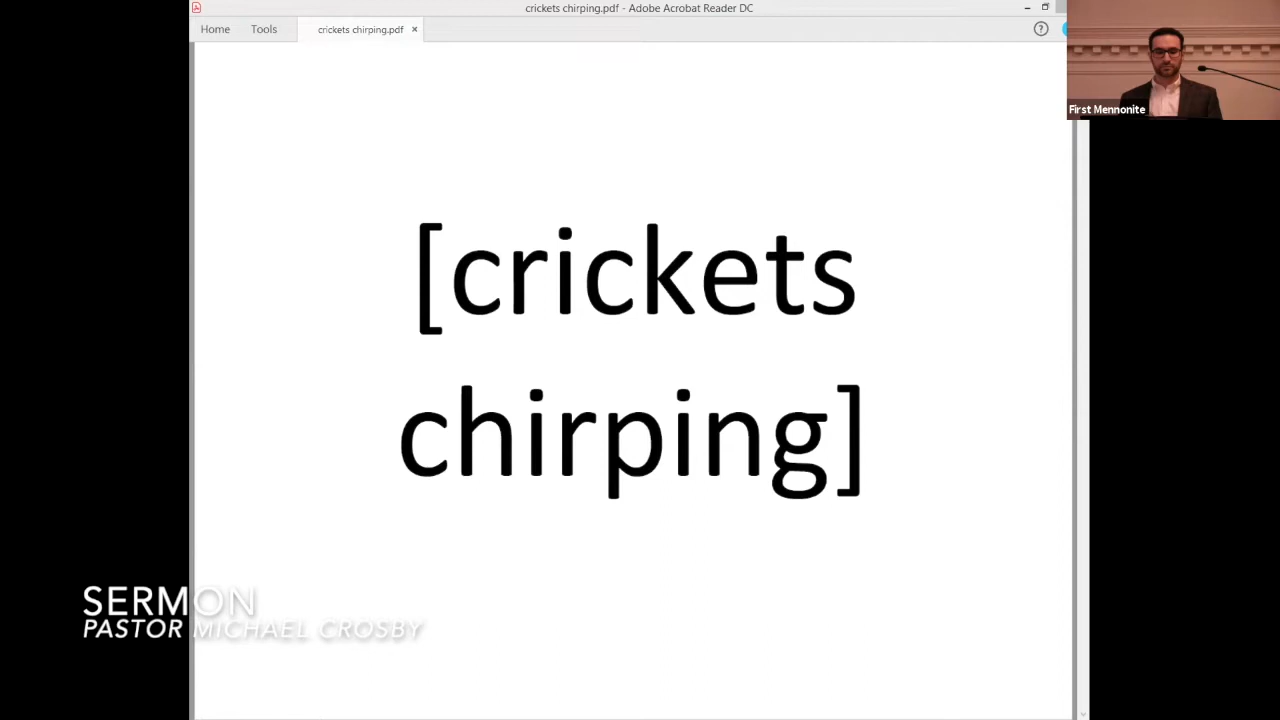 crickets chirping.pdf - Adobe Acrobat Reader DC
Home
Tools
crickets chirping.pdf
First Mennonite
[crickets
chirping]
SERMON
PASTOR MICHAEL CROSBY